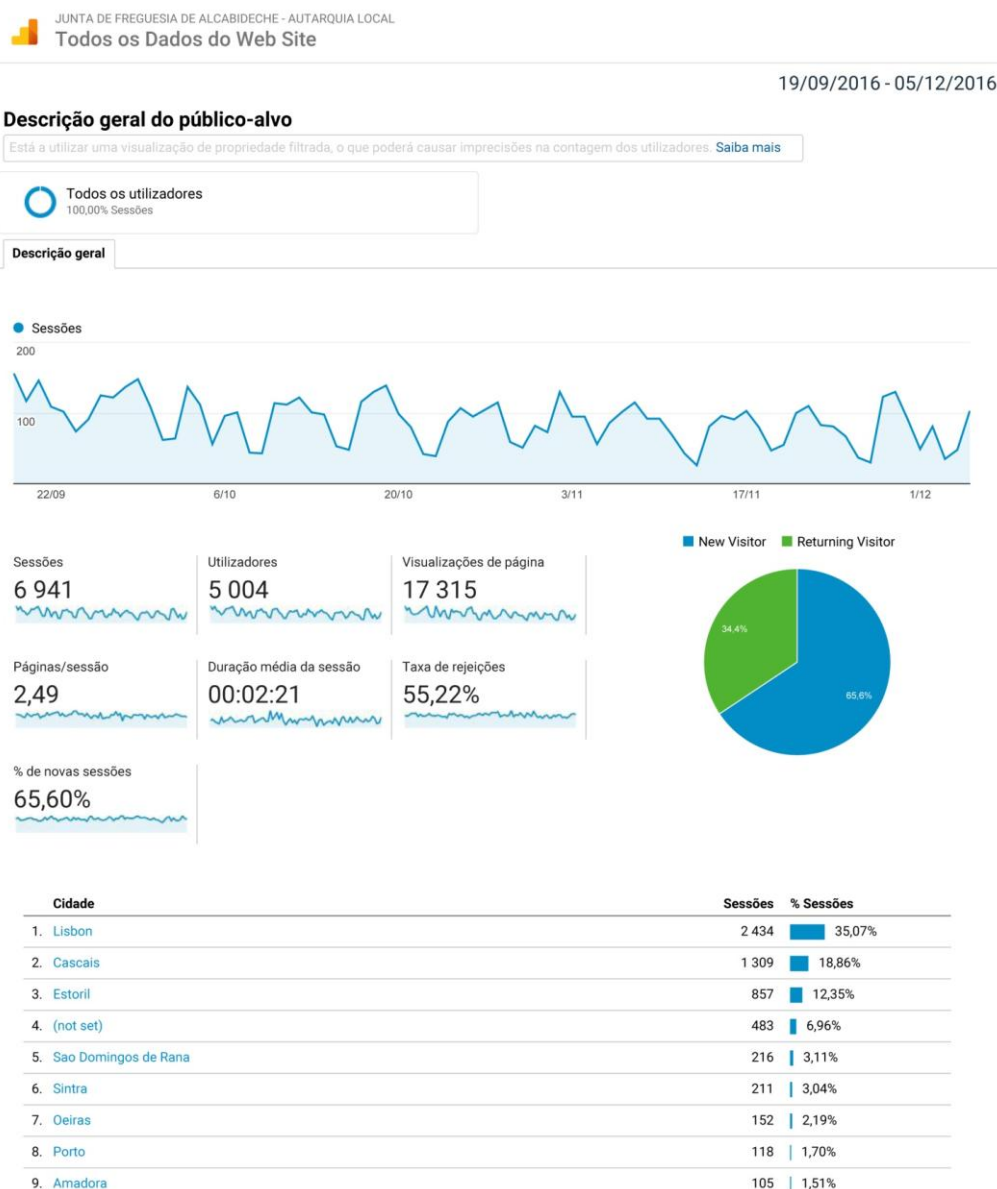 JUNTA DE FREGUESIA DE ALCABIDECHE - AUTARQUIA LOCAL
Todos os Dados do Web Site
19/09/2016 - 05/12/2016
Descrição geral do público-alvo
Está a utilizar uma visualização de propriedade filtrada, o que poderá causar imprecisões na contagem dos utilizadores. Saiba mais
Todos os utilizadores
100,00% Sessões
Descrição geral
Sessões
200
100
22/09 6/10 20/10 3/11 17/11 1/12
New Visitor Returning Visitor
Sessões Utilizadores Visualizações de página
6 941 5 004 17 315
34,4%
Páginas/sessão Duração média da sessão Taxa de rejeições
2,49 00:02:21 55,22%
65,6%
% de novas sessões
65,60%
Cidade Sessões % Sessões
1. Lisbon 2 434 35,07%
2. Cascais 1 309 18,86%
3. Estoril 857 12,35%
4. (not set) 483 6,96%
5. Sao Domingos de Rana 216 3,11%
6. Sintra 211 3,04%
7. Oeiras 152 2,19%
8. Porto 118 1,70%
9. Amadora 105 1,51%